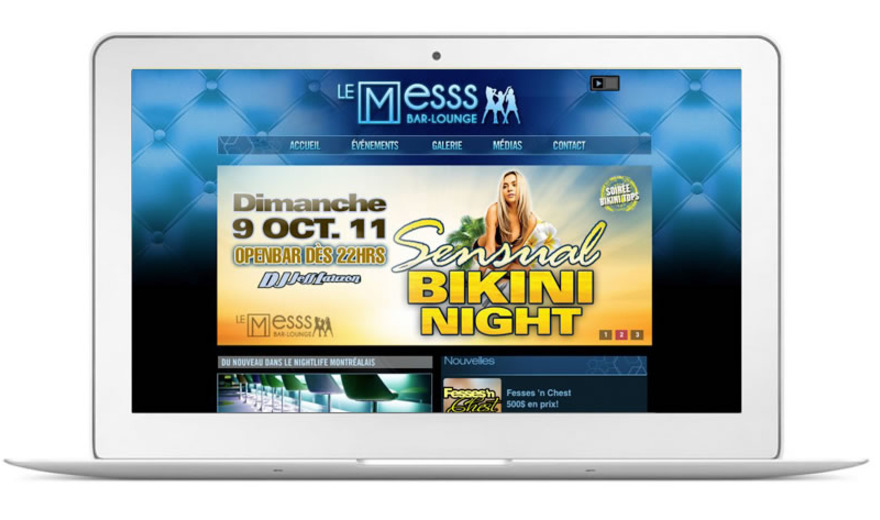 LE Messs
BAR-LOUNGE
ACCUEIL ÉVÉNEMENTS GALERIE MÉDIAS CONTACT
Dimanche
9 OCT. 11
OPENBAR DÈS 22HRS
DJ
Sensual
BIKINI
NIGHT
SOIRÉE
BIKINI TOPS
LE Messs
BAR-LOUNGE
1 2 3
DU NOUVEAU DANS LE NIGHTLIFE MONTRÉALAIS
Nouvelles
Fesses'n
Chest
Fesses 'n Chest
500$ en prix!